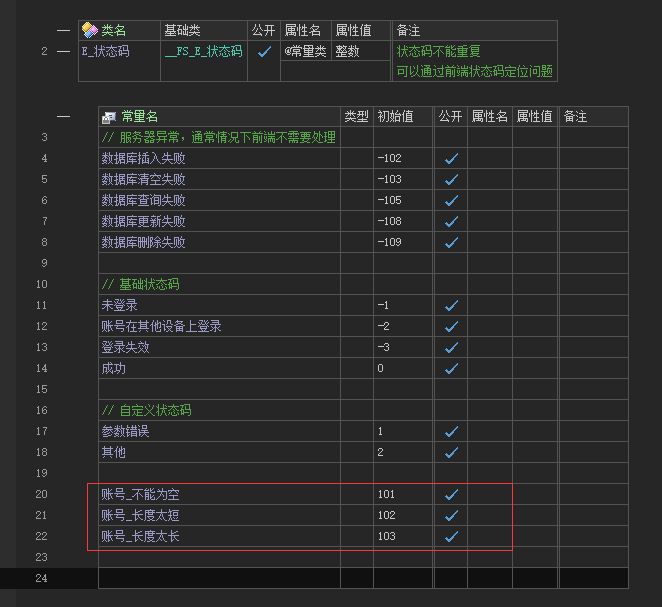 类名 基础类 公开 属性名 属性值 备注
2 E_状态码 __FS_E_状态码 @常量类 整数 状态码不能重复
可以通过前端状态码定位问题
常量名 类型 初始值 公开 属性名 属性值 备注
3 // 服务器异常，通常情况下前端不需要处理
4 数据库插入失败 -102
5 数据库清空失败 -103
6 数据库查询失败 -105
7 数据库更新失败 -108
8 数据库删除失败 -109
9
10 // 基础状态码
11 未登录 -1
12 账号在其他设备上登录 -2
13 登录失效 -3
14 成功 0
15
16 // 自定义状态码
17 参数错误 1
18 其他 2
19
20 账号_不能为空 101
21 账号_长度太短 102
22 账号_长度太长 103
23
24